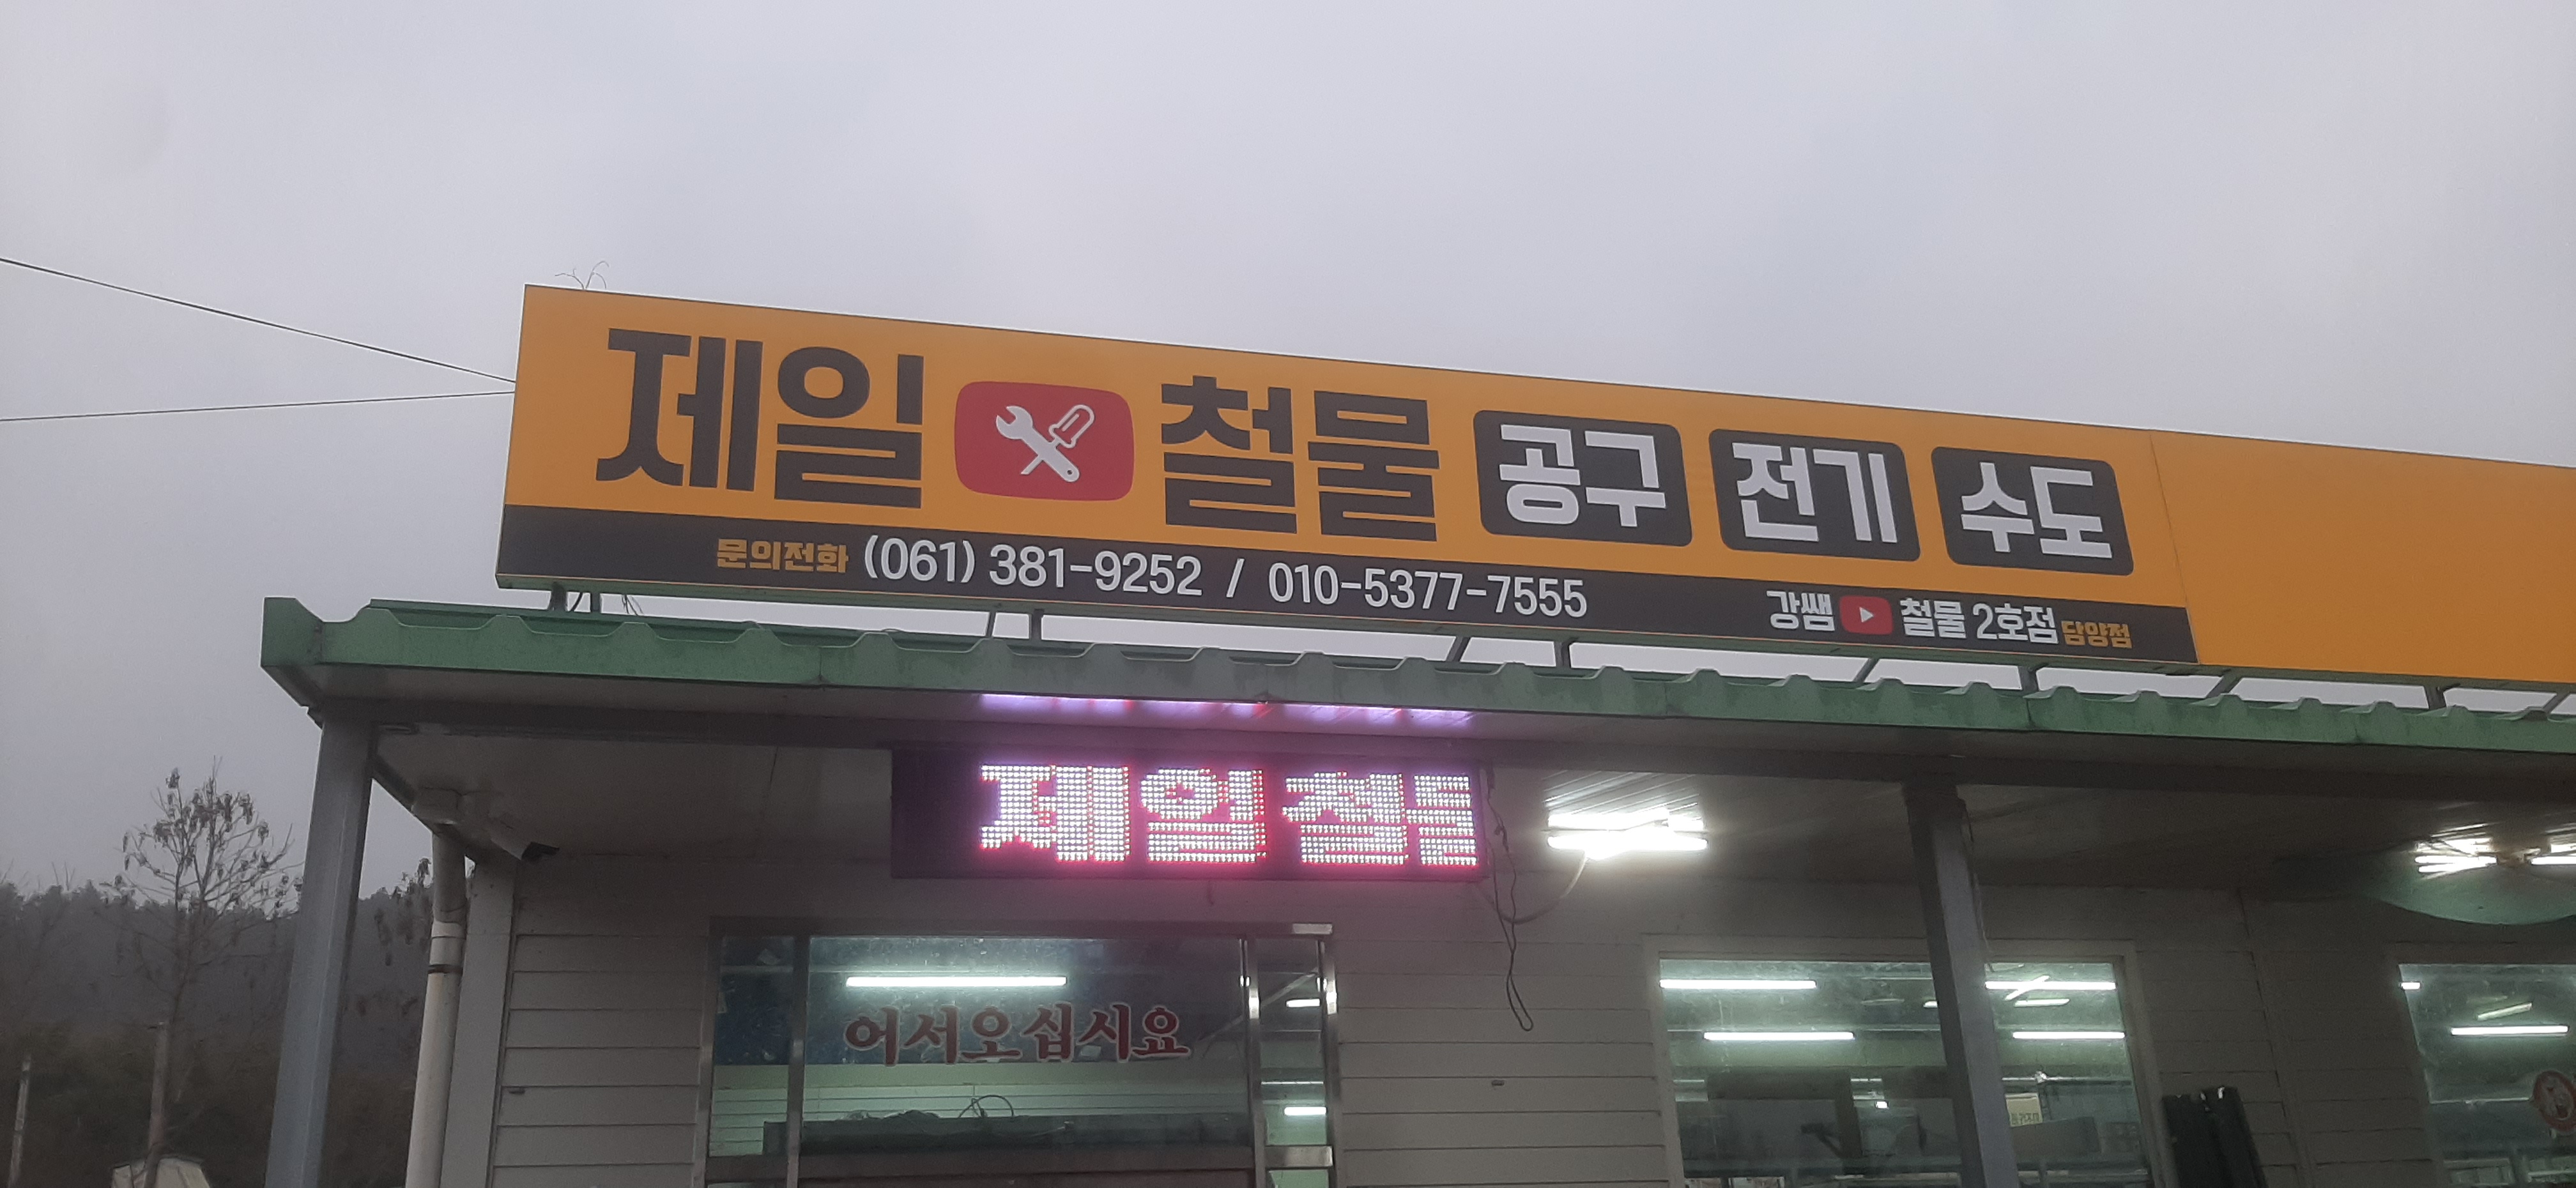 제일 철물 공구 전기 수도
문의전화 (061) 381-9252 / 010-5377-7555
강쌤 철물 2호점 담양점
제일철물
어서오십시요